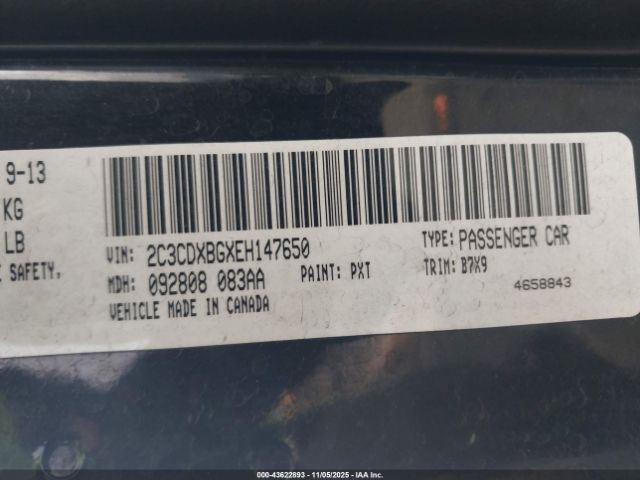 9-13
KG
LB
E SAFETY,
VIN: 2C3CDXBGXEH147650
TYPE: PASSENGER CAR
MDH: 092808 083AA
PAINT: PXT
TRIM: B7X9
VEHICLE MADE IN CANADA
4658843
000-43622893 - 11/05/2025 - IAA Inc.